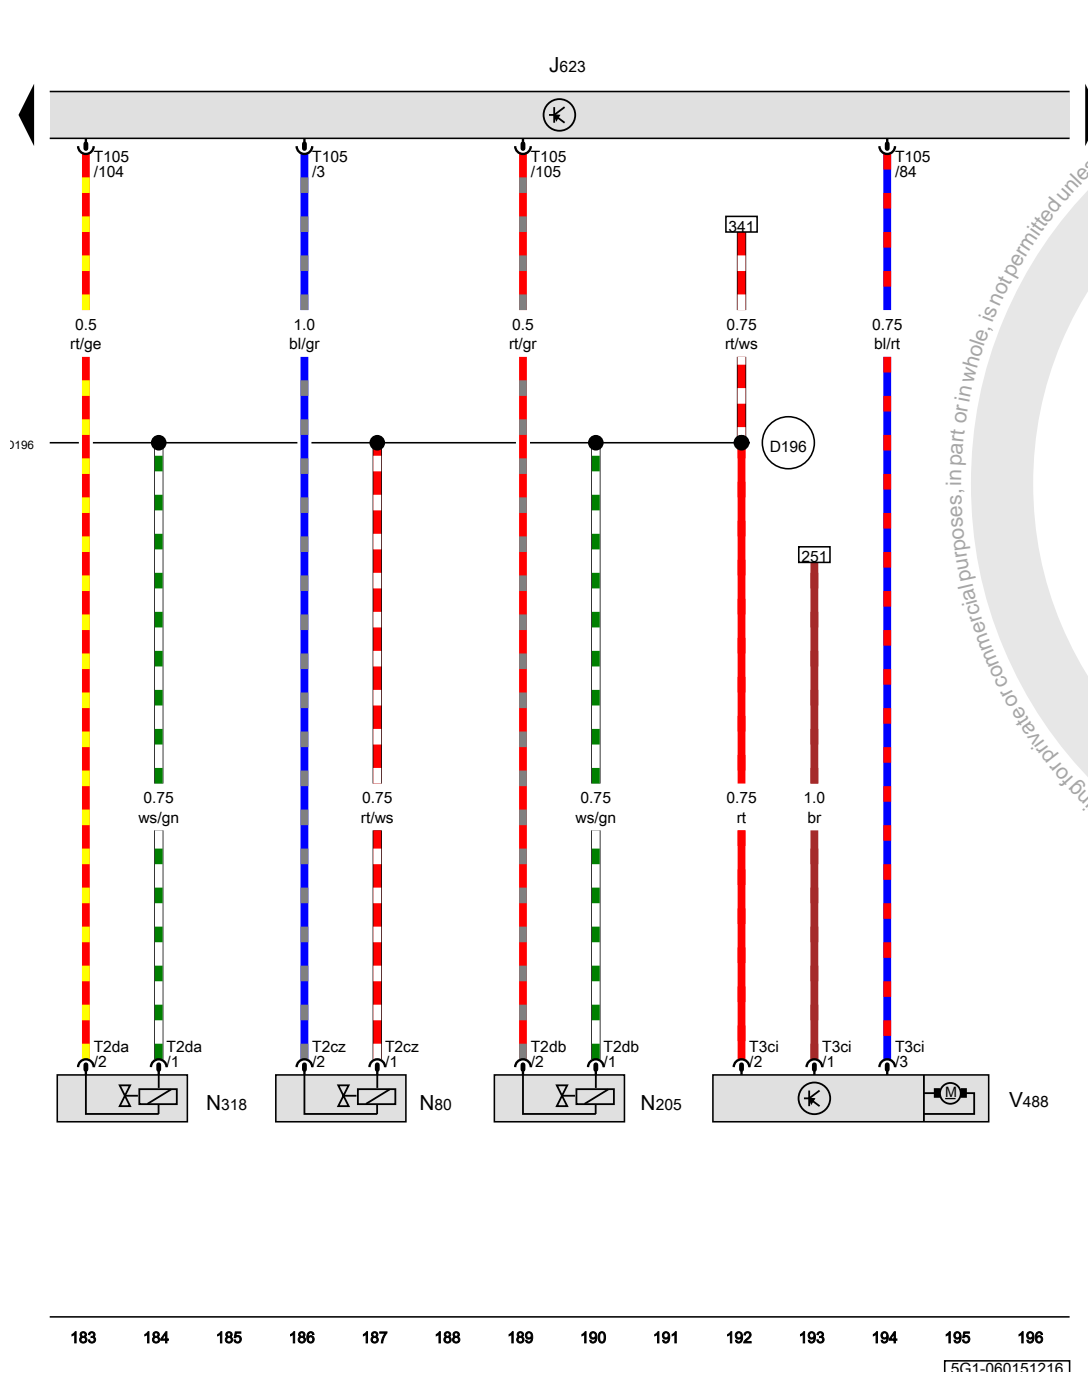 J623
T105
/104
T105
/3
T105
/105
T105
/84
341
0.5
rt/ge
1.0
bl/gr
0.5
rt/gr
0.75
rt/ws
0.75
bl/rt
D196
D196
251
0.75
ws/gn
0.75
rt/ws
0.75
ws/gn
0.75
rt
1.0
br
T2da
/2
T2da
/1
T2cz
/2
T2cz
/1
T2db
/2
T2db
/1
T3ci
/2
T3ci
/1
T3ci
/3
N318
N80
N205
M
V488
183 184 185 186 187 188 189 190 191 192 193 194 195 196
5G1-060151216
for private or commercial purposes, in part or in whole, is not permitted unless